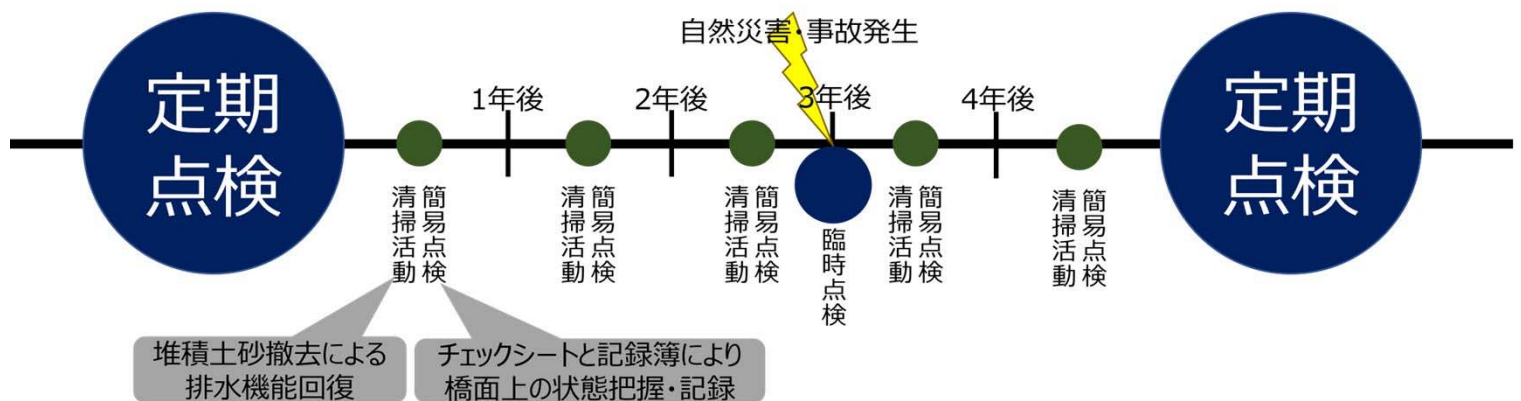 自然災害・事故発生
定期
点検
1年後
2年後
3年後
4年後
定期
点検
簡易点検
清掃活動
簡易点検
清掃活動
簡易点検
清掃活動
臨時点検
簡易点検
清掃活動
簡易点検
清掃活動
堆積土砂撤去による
排水機能回復
チェックシートと記録簿により
橋面上の状態把握・記録